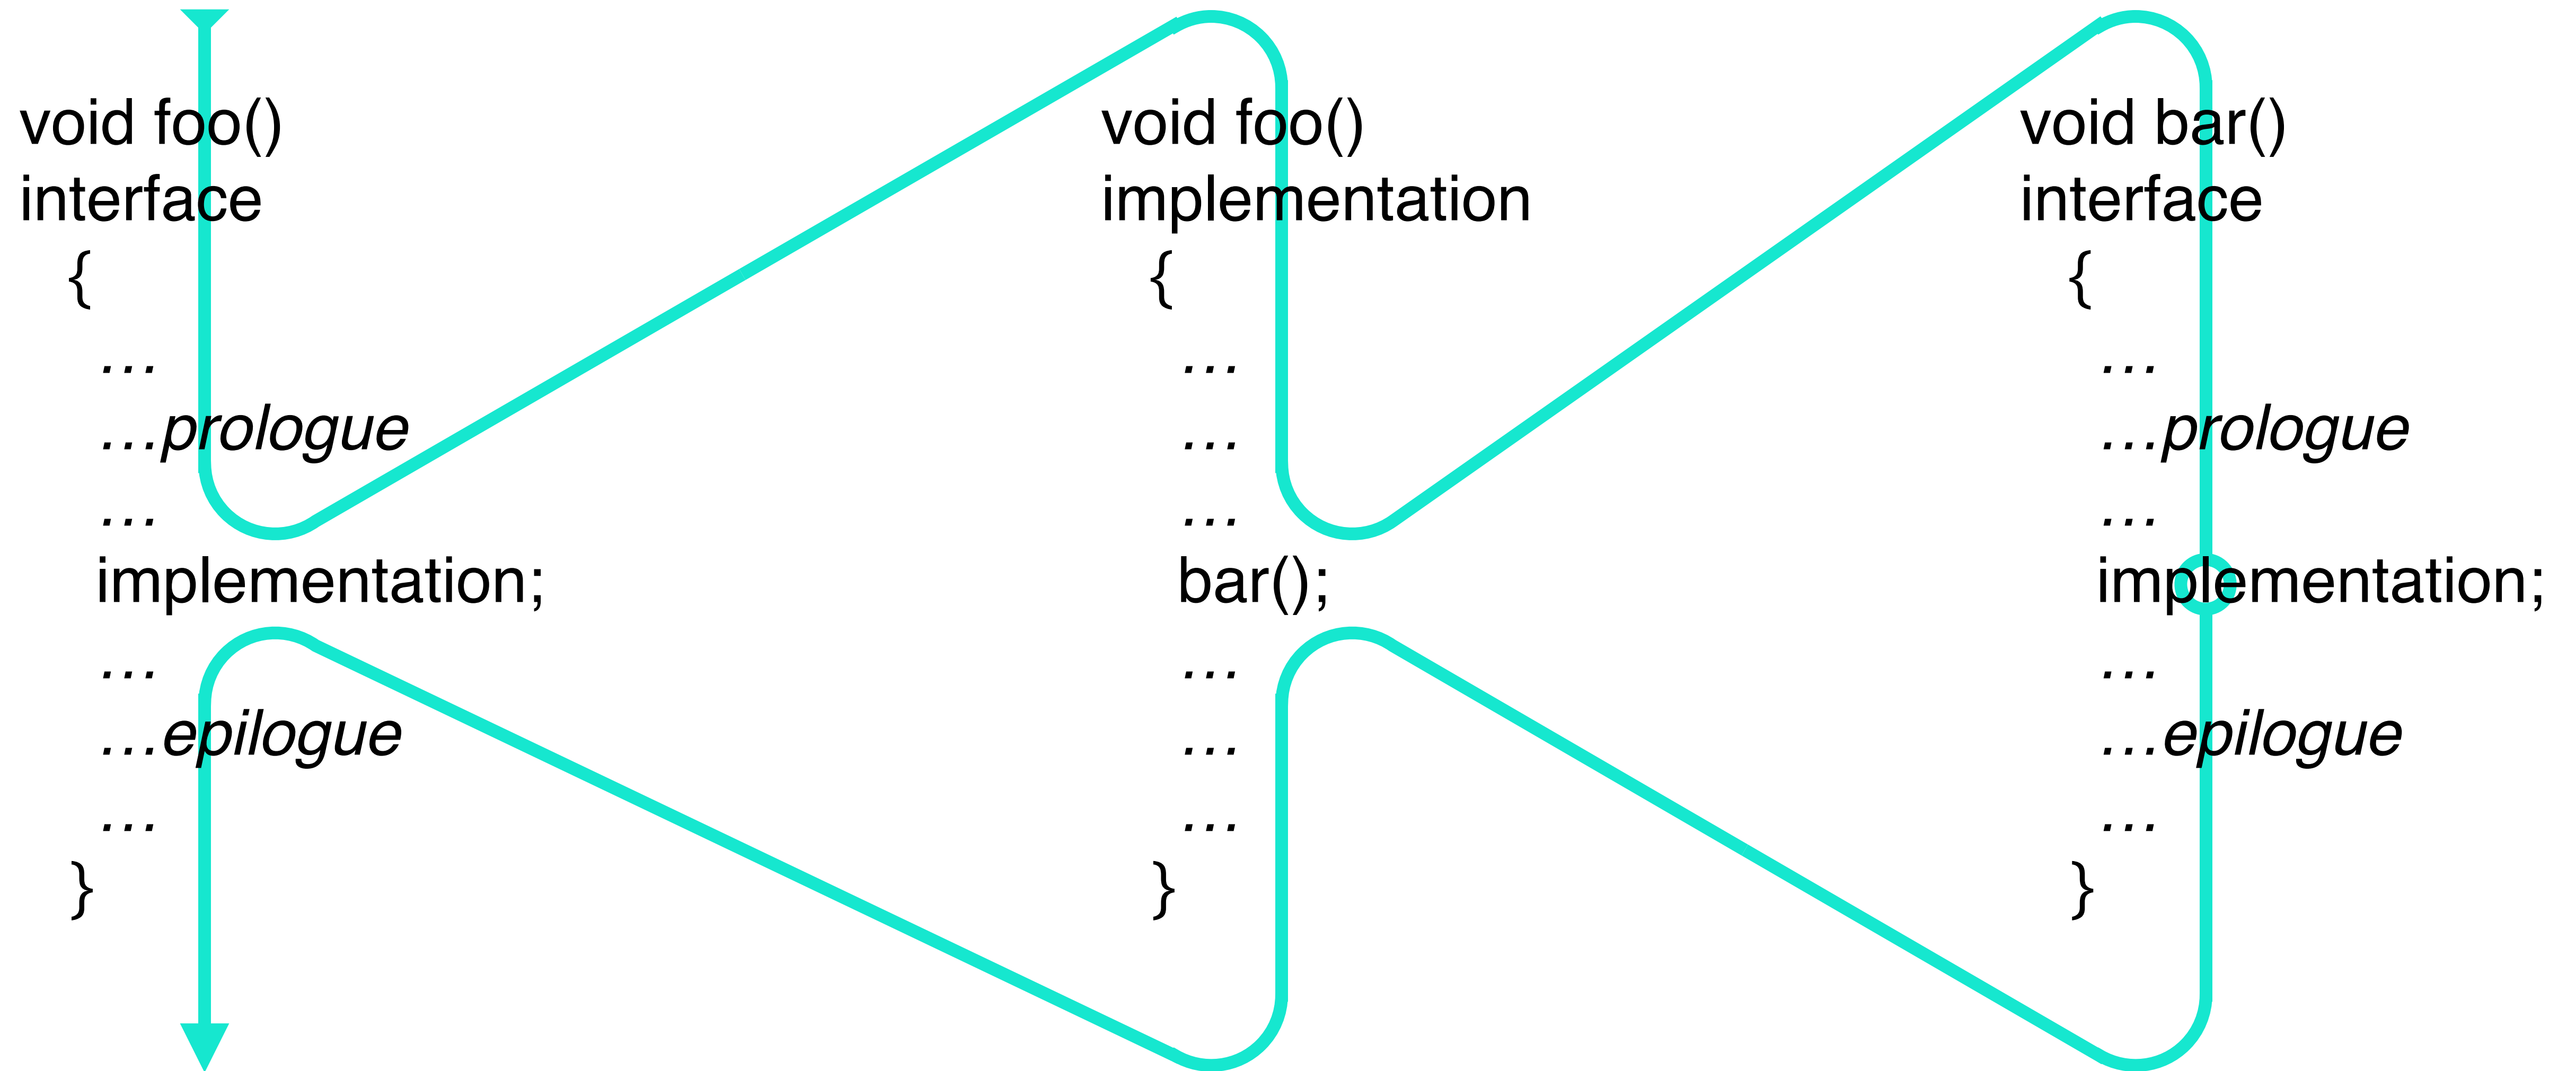 void foo()
interface
{
...
...prologue
...
implementation;
...
...epilogue
...
}
void foo()
implementation
{
...
...
...
bar();
...
...
...
}
void bar()
interface
{
...
...prologue
...
implementation;
...
...epilogue
...
}